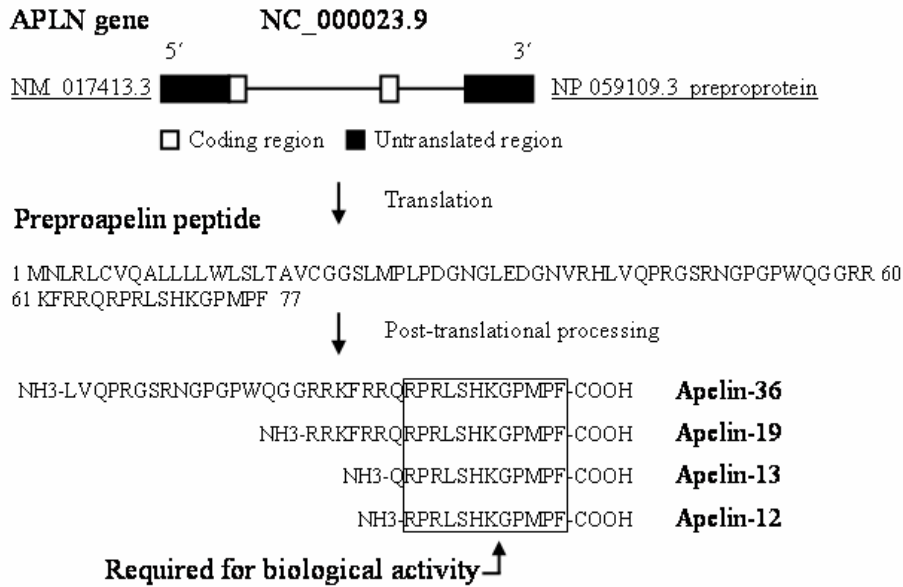 APLN gene NC_000023.9
5′ 3′
NM_017413.3 NP 059109.3 preproprotein
Coding region Untranslated region
Translation
Preproapelin peptide
1 MNLRLCVQALLLLWLSLTAVCGGSLMPLPDGNGLEDGNVRHLVQPRGSRNGPGPWQGGRR 60
61 KFRRQRPRLSHKGPMPF 77
Post-translational processing
NH3-LVQPRGSRNGPGPWQGGRRKFRRQRPRLSHKGPMPF-COOH Apelin-36
NH3-RRKFRRQRPRLSHKGPMPF-COOH Apelin-19
NH3-QRPRLSHKGPMPF-COOH Apelin-13
NH3-RPRLSHKGPMPF-COOH Apelin-12
Required for biological activity